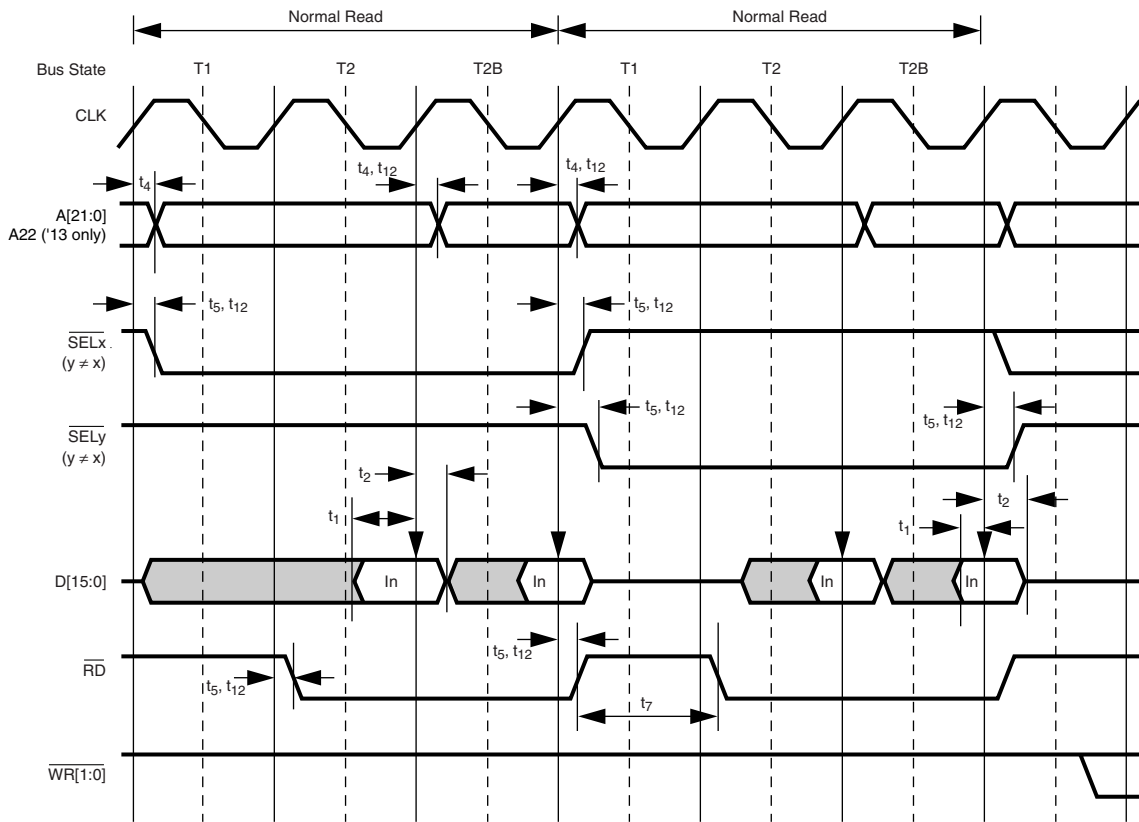 Normal Read Normal Read
Bus State T1 T2 T2B T1 T2 T2B
CLK
t4 t4, t12 t4, t12
A[21:0]
A22 ('13 only)
t5, t12 t5, t12
SELx
(y ≠ x)
t5, t12 t5, t12
SELy
(y ≠ x)
t2 t2
t1 t1
D[15:0] In In In In
t5, t12
RD
t5, t12
t7
WR[1:0]